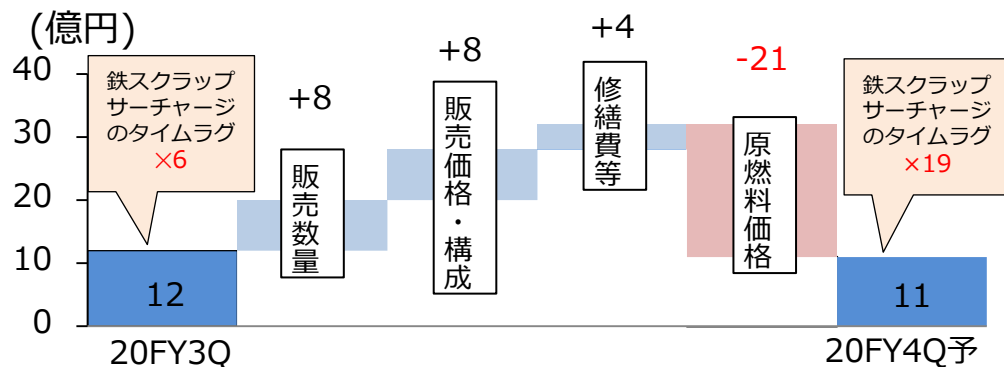 (億円)
40
30
20
10
0
鉄スクラップ
サーチャージ
のタイムラグ
×6
+8
販売数量
+8
販売価格・構成
+4
修繕費等
-21
原燃料価格
鉄スクラップ
サーチャージ
のタイムラグ
×19
12
11
20FY3Q
20FY4Q予